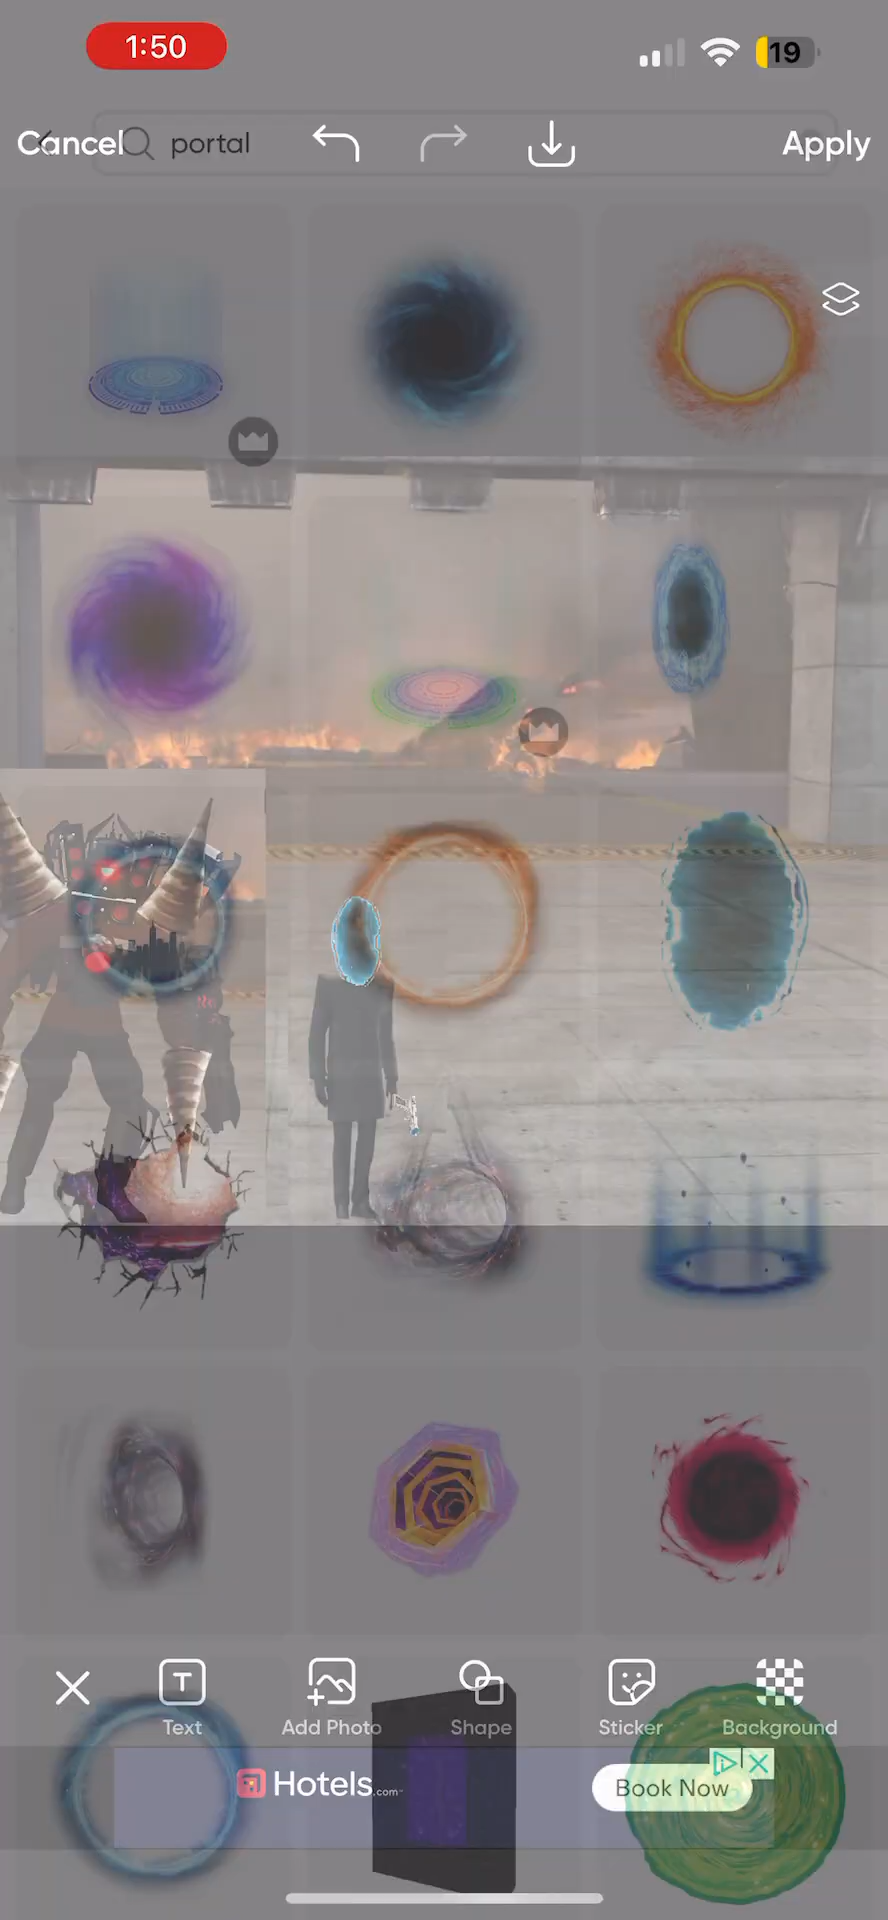 1:50
19
Cancel
portal
Apply
Text
Add Photo
Shape
Sticker
Background
Hotels.com
Book Now